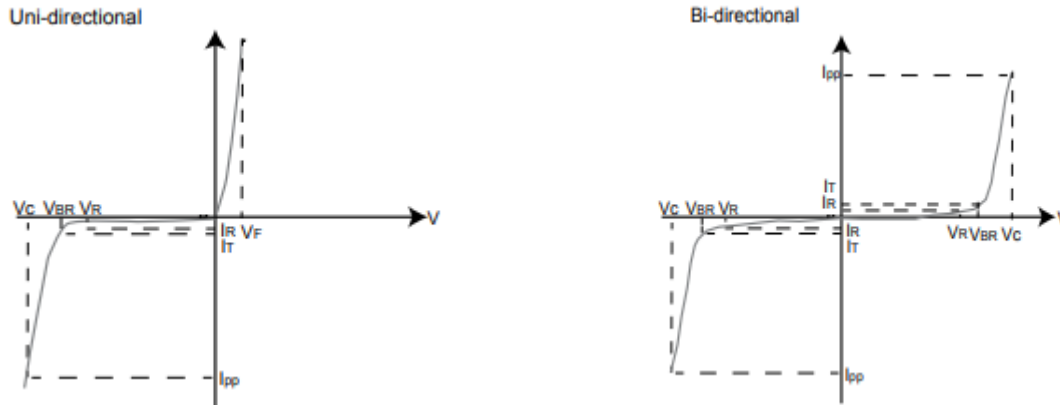 Uni-directional
Bi-directional
Ipp
IT
VC VBR VR
IR VF
V
IT
Ipp
VC VBR VR
IR
IR
IT
VR VBR VC
V
Ipp